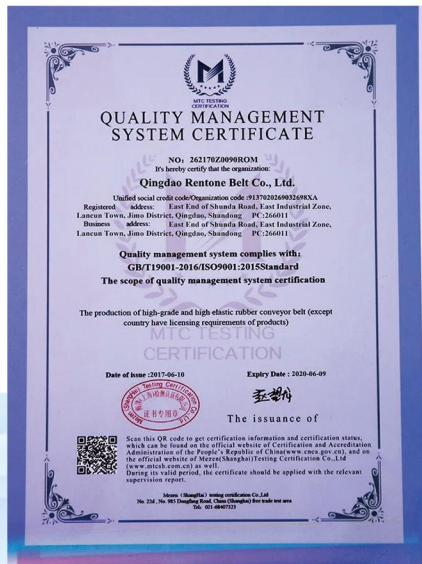 MTC TESTING
CERTIFICATION
QUALITY MANAGEMENT
SYSTEM CERTIFICATE
NO: 262170Z0090ROM
It's hereby certify that the organization:
Qingdao Rentone Belt Co., Ltd.
Unified social credit code/Organization code :9137020269032698XA
Registered address: East End of Shunda Road, East Industrial Zone,
Lancun Town, Jimo District, Qingdao, Shandong PC:266011
Business address: East End of Shunda Road, East Industrial Zone,
Lancun Town, Jimo District, Qingdao, Shandong PC:266011
Quality management system complies with:
GB/T19001-2016/ISO9001:2015Standard
The scope of quality management system certification
The production of high-grade and high elastic rubber conveyor belt (except
country have licensing requirements of products)
MTC TESTING
CERTIFICATION
Date of issue :2017-06-10 Expiry Date : 2020-06-09
证书专用章
The issuance of
Scan this QR code to get certification information and certification status,
which can be found on the official website of Certification and Accreditation
Administration of the People's Republic of China(www.cnca.gov.cn), and on
the official website of Mezen(Shanghai)Testing Certification Co.,Ltd
(www.mtcsh.com.cn) as well.
During its valid period, the certificate should be applied with the relevant
supervision report.
Mezen (ShangHai) testing certification Co.,Ltd
No. 22d , No. 985 Dongfang Road, China (Shanghai) free trade test area
Tel: 021-68407323